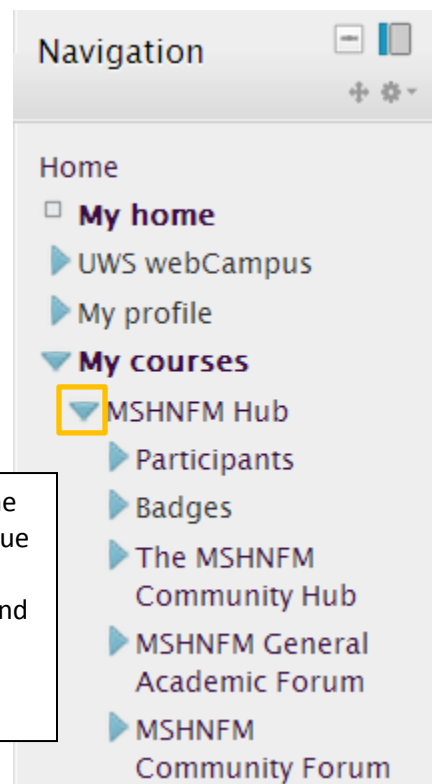 Navigation
Home
My home
UWS webCampus
My profile
My courses
MSHNFM Hub
Participants
Badges
The MSHNFM
Community Hub
MSHNFM General
Academic Forum
MSHNFM
Community Forum